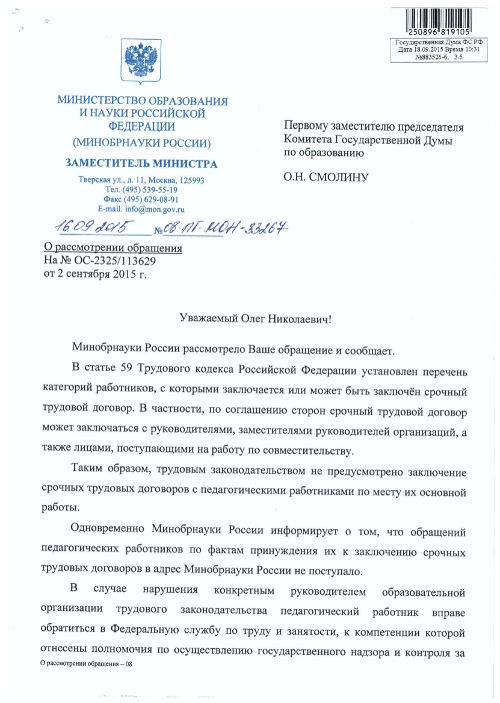 250896 819105
Государственная Дума ФС РФ
Дата 18.09.2015 Время 10:31
№883526-6; 3.5
МИНИСТЕРСТВО ОБРАЗОВАНИЯ
И НАУКИ РОССИЙСКОЙ
ФЕДЕРАЦИИ
(МИНОБРНАУКИ РОССИИ)
ЗАМЕСТИТЕЛЬ МИНИСТРА
Тверская ул., д. 11, Москва, 125993
Тел. (495) 539-55-19
Факс (495) 629-08-91
E-mail: info@mon.gov.ru
16.09.2015 № 08-ПГ-МОН-33267
Первому заместителю председателя
Комитета Государственной Думы
по образованию
О.Н. СМОЛИНУ
О рассмотрении обращения
На № ОС-2325/113629
от 2 сентября 2015 г.
Уважаемый Олег Николаевич!
Минобрнауки России рассмотрело Ваше обращение и сообщает.
В статье 59 Трудового кодекса Российской Федерации установлен перечень
категорий работников, с которыми заключается или может быть заключён срочный
трудовой договор. В частности, по соглашению сторон срочный трудовой договор
может заключаться с руководителями, заместителями руководителей организаций, а
также лицами, поступающими на работу по совместительству.
Таким образом, трудовым законодательством не предусмотрено заключение
срочных трудовых договоров с педагогическими работниками по месту их основной
работы.
Одновременно Минобрнауки России информирует о том, что обращений
педагогических работников по фактам принуждения их к заключению срочных
трудовых договоров в адрес Минобрнауки России не поступало.
В случае нарушения конкретным руководителем образовательной
организации трудового законодательства педагогический работник вправе
обратиться в Федеральную службу по труду и занятости, к компетенции которой
отнесены полномочия по осуществлению государственного надзора и контроля за
О рассмотрении обращения – 08